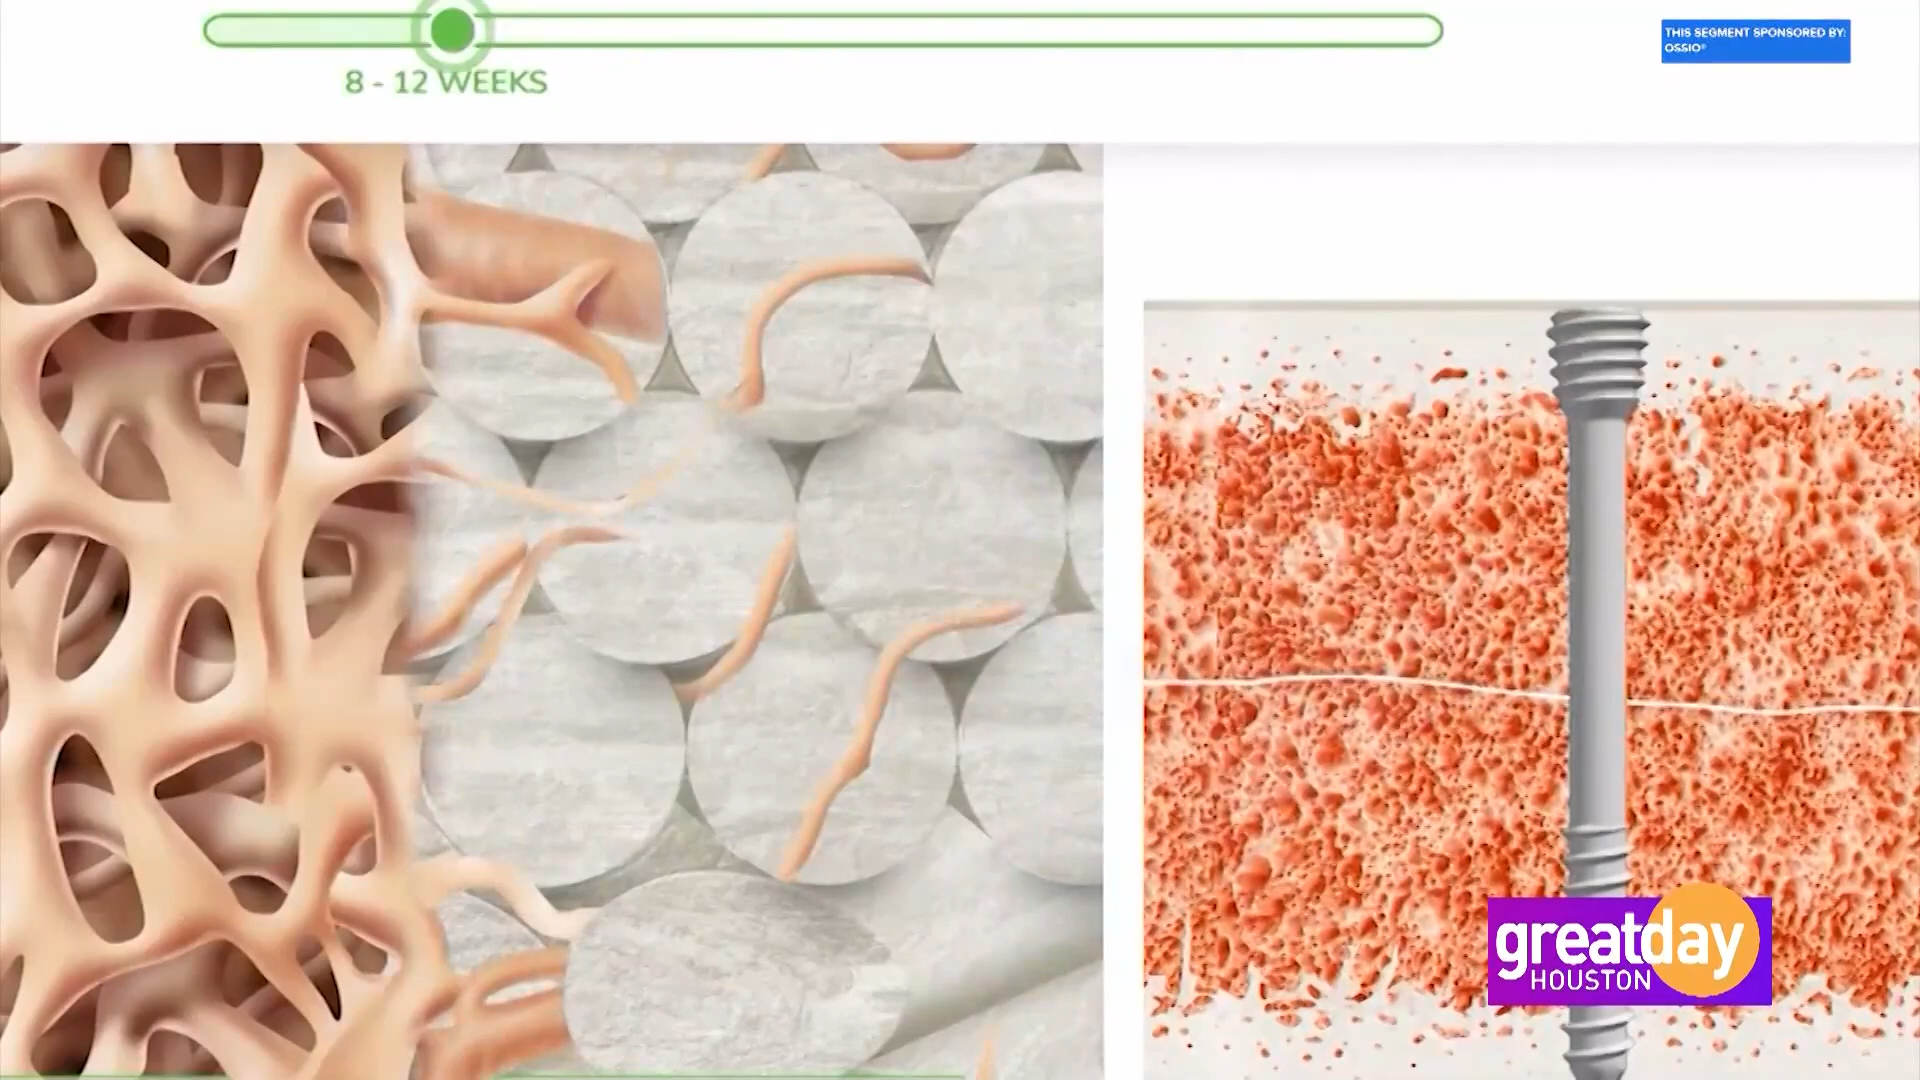 THIS SEGMENT SPONSORED BY:
OSSIO®
8 - 12 WEEKS
greatday
HOUSTON